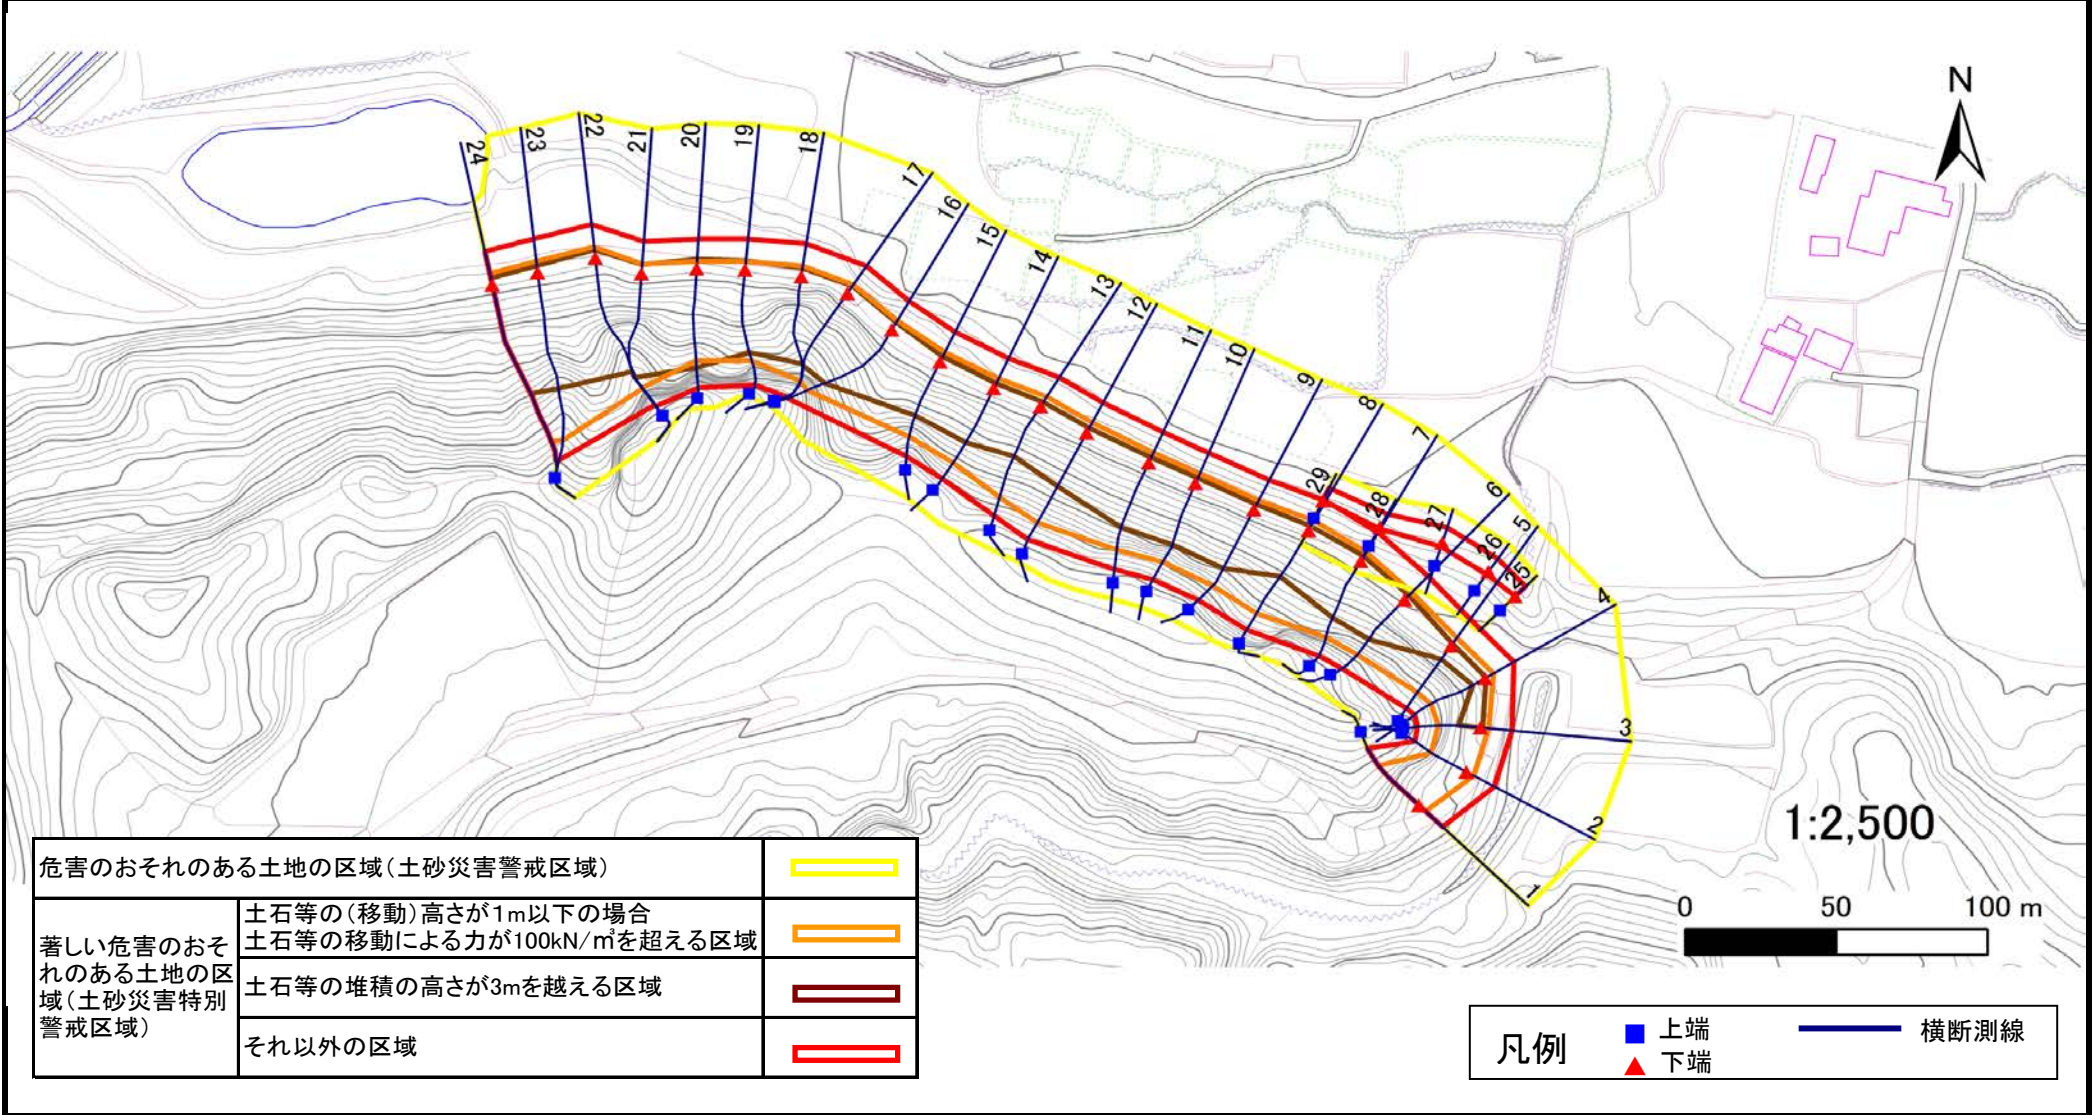 N
24
23
22
21
20
19
18
17
16
15
14
13
12
11
10
9
8
7
6
5
4
3
2
1
29
28
27
26
25
1:2,500
0 50 100 m
危害のおそれのある土地の区域(土砂災害警戒区域)
著しい危害のおそ
れのある土地の区
域(土砂災害特別
警戒区域)
土石等の(移動)高さが1m以下の場合
土石等の移動による力が100kN/㎥を超える区域
土石等の堆積の高さが3mを越える区域
それ以外の区域
凡例
上端
下端
横断測線